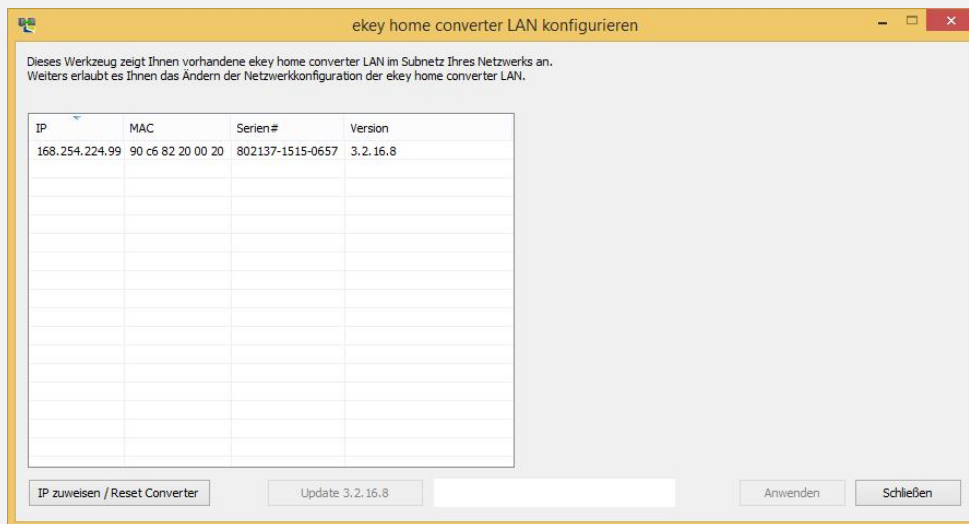 ekey home converter LAN konfigurieren
Dieses Werkzeug zeigt Ihnen vorhandene ekey home converter LAN im Subnetz Ihres Netzwerks an.
Weiters erlaubt es Ihnen das Ändern der Netzwerkkonfiguration der ekey home converter LAN.
IP MAC Serien# Version
168.254.224.99 90 c6 82 20 00 20 802137-1515-0657 3.2.16.8
IP zuweisen / Reset Converter Update 3.2.16.8 Anwenden Schließen